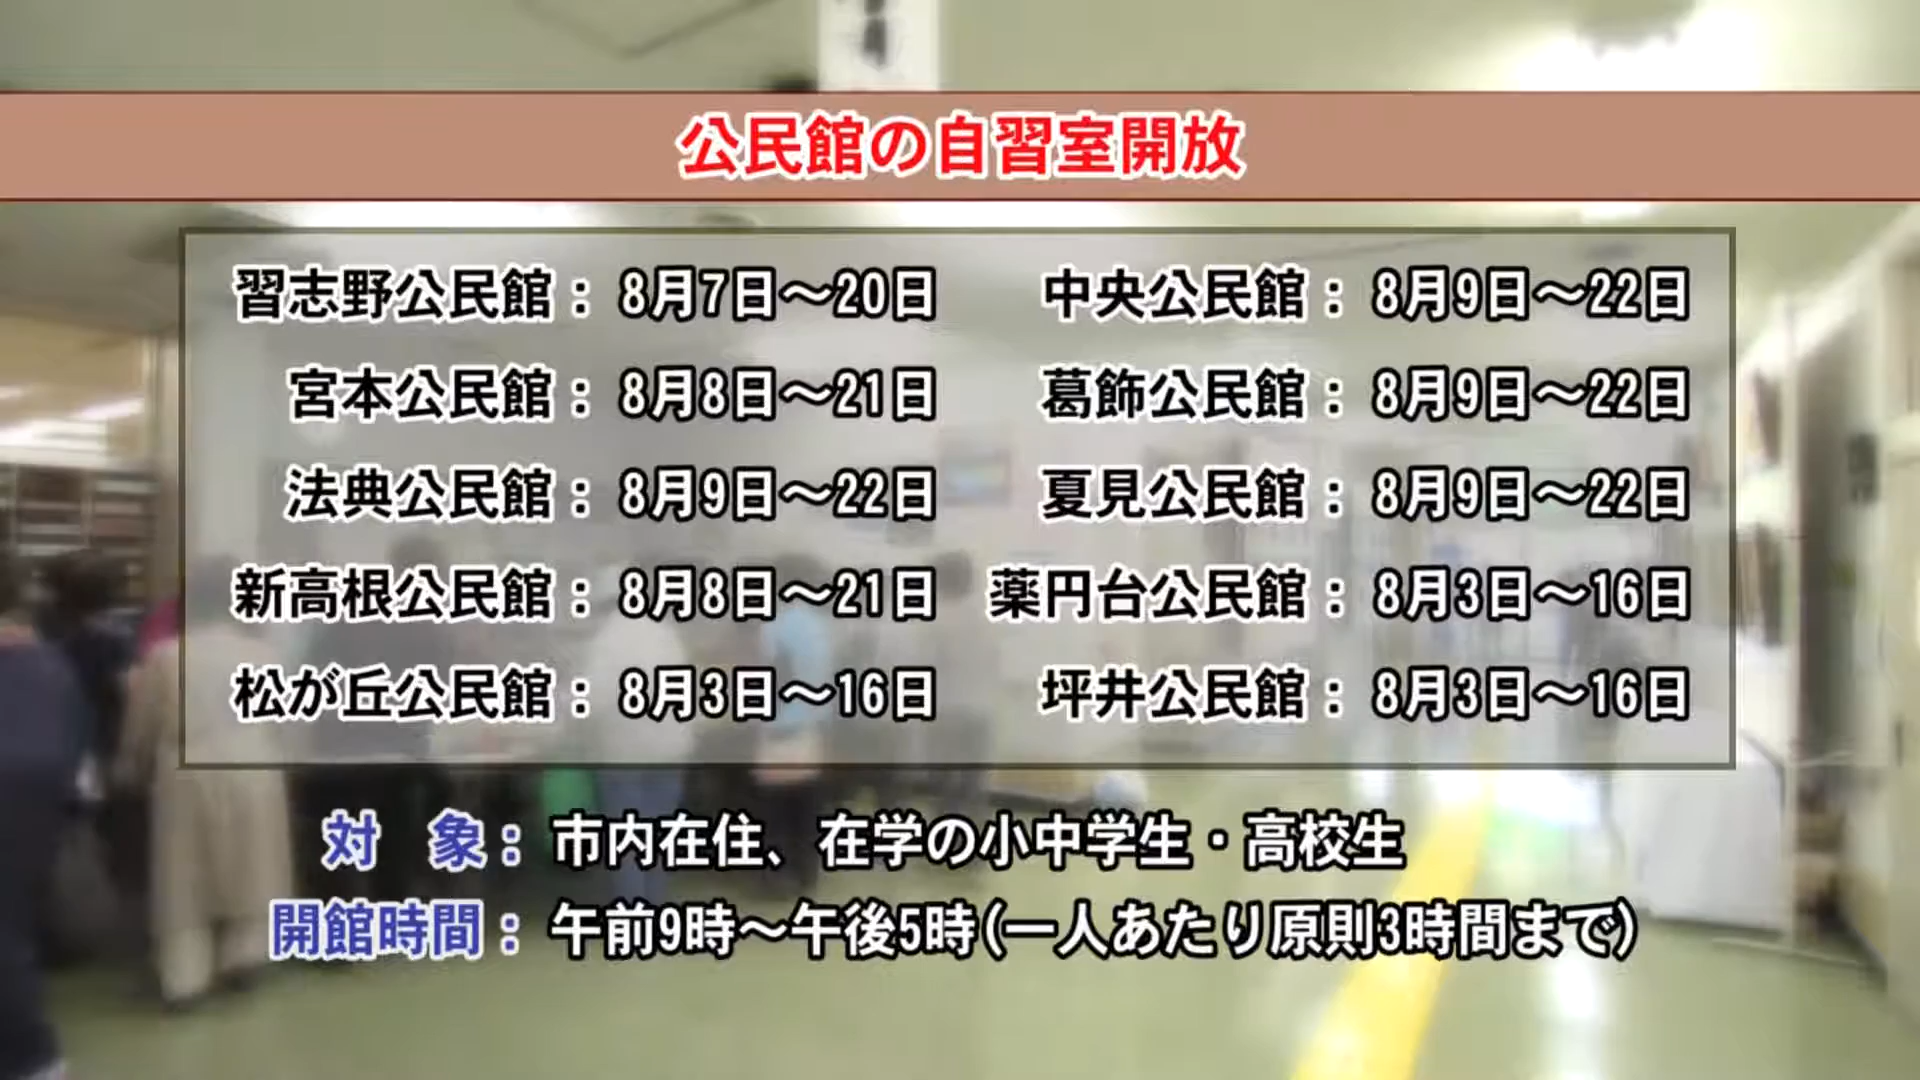 公民館の自習室開放
習志野公民館：8月7日～20日
中央公民館：8月9日～22日
宮本公民館：8月8日～21日
葛飾公民館：8月9日～22日
法典公民館：8月9日～22日
夏見公民館：8月9日～22日
新高根公民館：8月8日～21日
薬円台公民館：8月3日～16日
松が丘公民館：8月3日～16日
坪井公民館：8月3日～16日
対　象：市内在住、在学の小中学生・高校生
開館時間：午前9時～午後5時（一人あたり原則3時間まで）